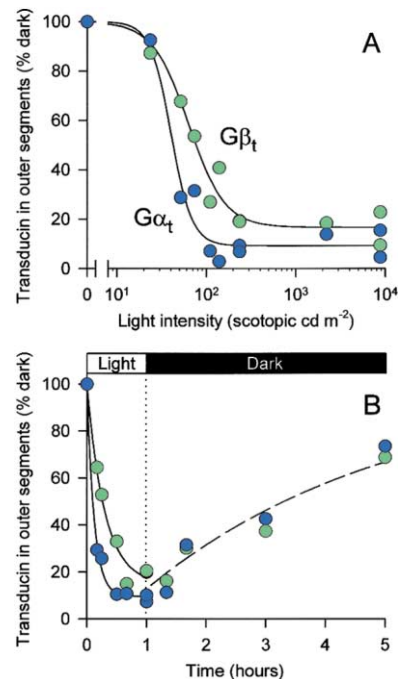 A
Transducin in outer segments (% dark)
100
80
60
40
20
0
Gβt
Gαt
0 10¹ 10² 10³ 10⁴
Light intensity (scotopic cd m⁻²)
Light Dark
B
Transducin in outer segments (% dark)
100
80
60
40
20
0
0 1 2 3 4 5
Time (hours)